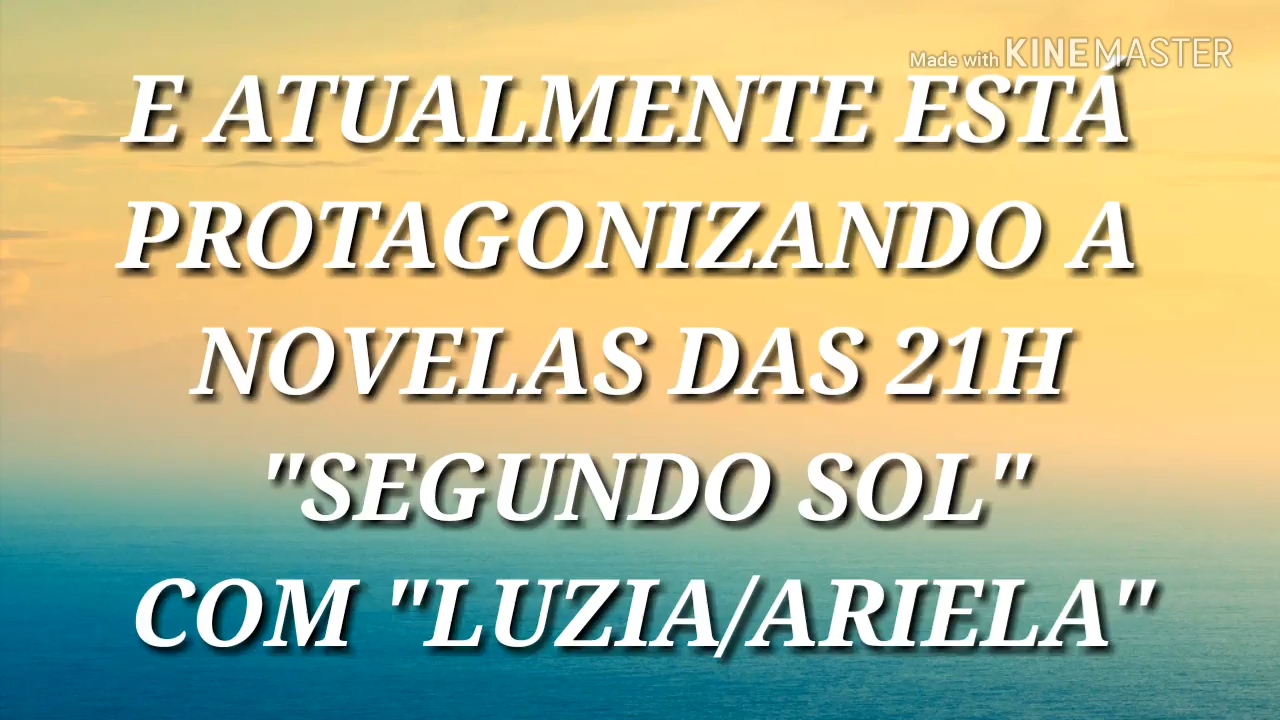 Made with KINEMASTER
E ATUALMENTE ESTÁ
PROTAGONIZANDO A
NOVELAS DAS 21H
"SEGUNDO SOL"
COM "LUZIA/ARIELA"